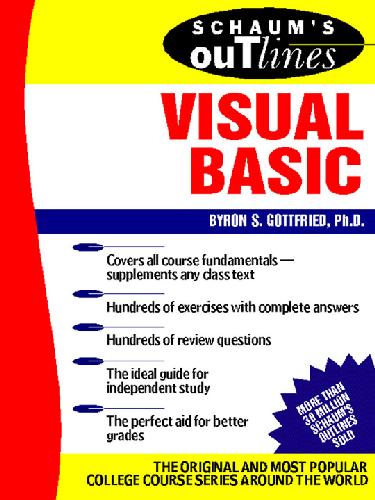 SCHAUM'S
ouTlines
VISUAL
BASIC
BYRON S. GOTTFRIED, Ph.D.
Covers all course fundamentals—
supplements any class text
Hundreds of exercises with complete answers
Hundreds of review questions
The ideal guide for
independent study
The perfect aid for better
grades
MORE THAN
30 MILLION
SCHAUM'S
OUTLINES
SOLD
THE ORIGINAL AND MOST POPULAR
COLLEGE COURSE SERIES AROUND THE WORLD